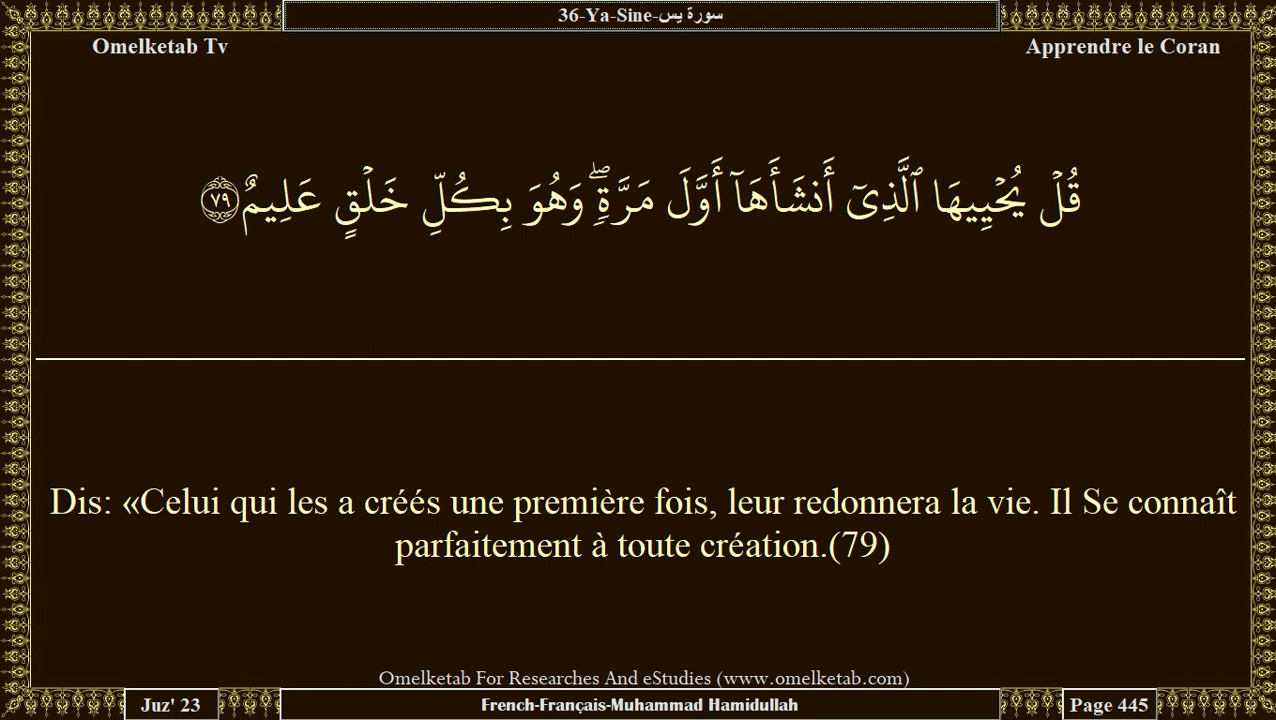 36-Ya-Sine-سورة يس
Omelketab Tv
Apprendre le Coran
قُلۡ يُحۡيِيهَا ٱلَّذِيٓ أَنشَأَهَآ أَوَّلَ مَرَّةٖۖ وَهُوَ بِكُلِّ خَلۡقٍ عَلِيمٌ ٧٩
Dis: «Celui qui les a créés une première fois, leur redonnera la vie. Il Se connaît
parfaitement à toute création.(79)
Omelketab For Researches And eStudies (www.omelketab.com)
Juz' 23
French-Français-Muhammad Hamidullah
Page 445